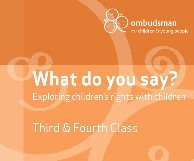 ombudsman
for children & young people
What do you say?
Exploring children's rights with children
Third & Fourth Class